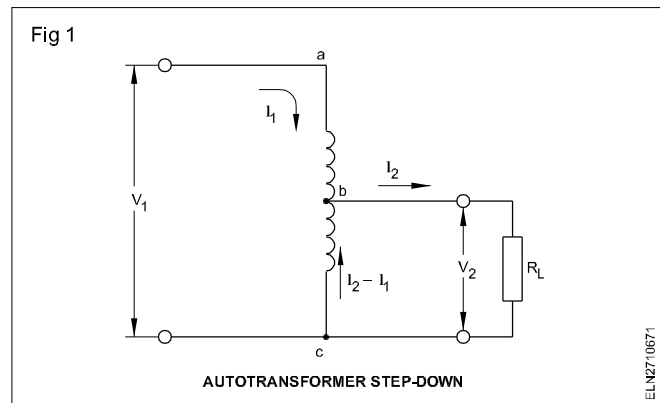 Fig 1
a
I1
V1
b
I2
I2 – I1
V2
RL
c
AUTOTRANSFORMER STEP-DOWN
ELN2710671